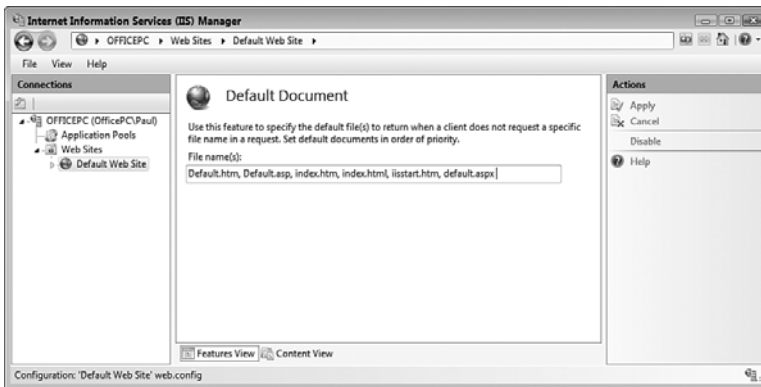 Internet Information Services (IIS) Manager
OFFICEPC Web Sites Default Web Site
File View Help
Connections
OFFICEPC (OfficePC\Paul)
Application Pools
Web Sites
Default Web Site
Default Document
Use this feature to specify the default file(s) to return when a client does not request a specific
file name in a request. Set default documents in order of priority.
File name(s):
Default.htm, Default.asp, index.htm, index.html, iisstart.htm, default.aspx
Features View Content View
Actions
Apply
Cancel
Disable
Help
Configuration: 'Default Web Site' web.config